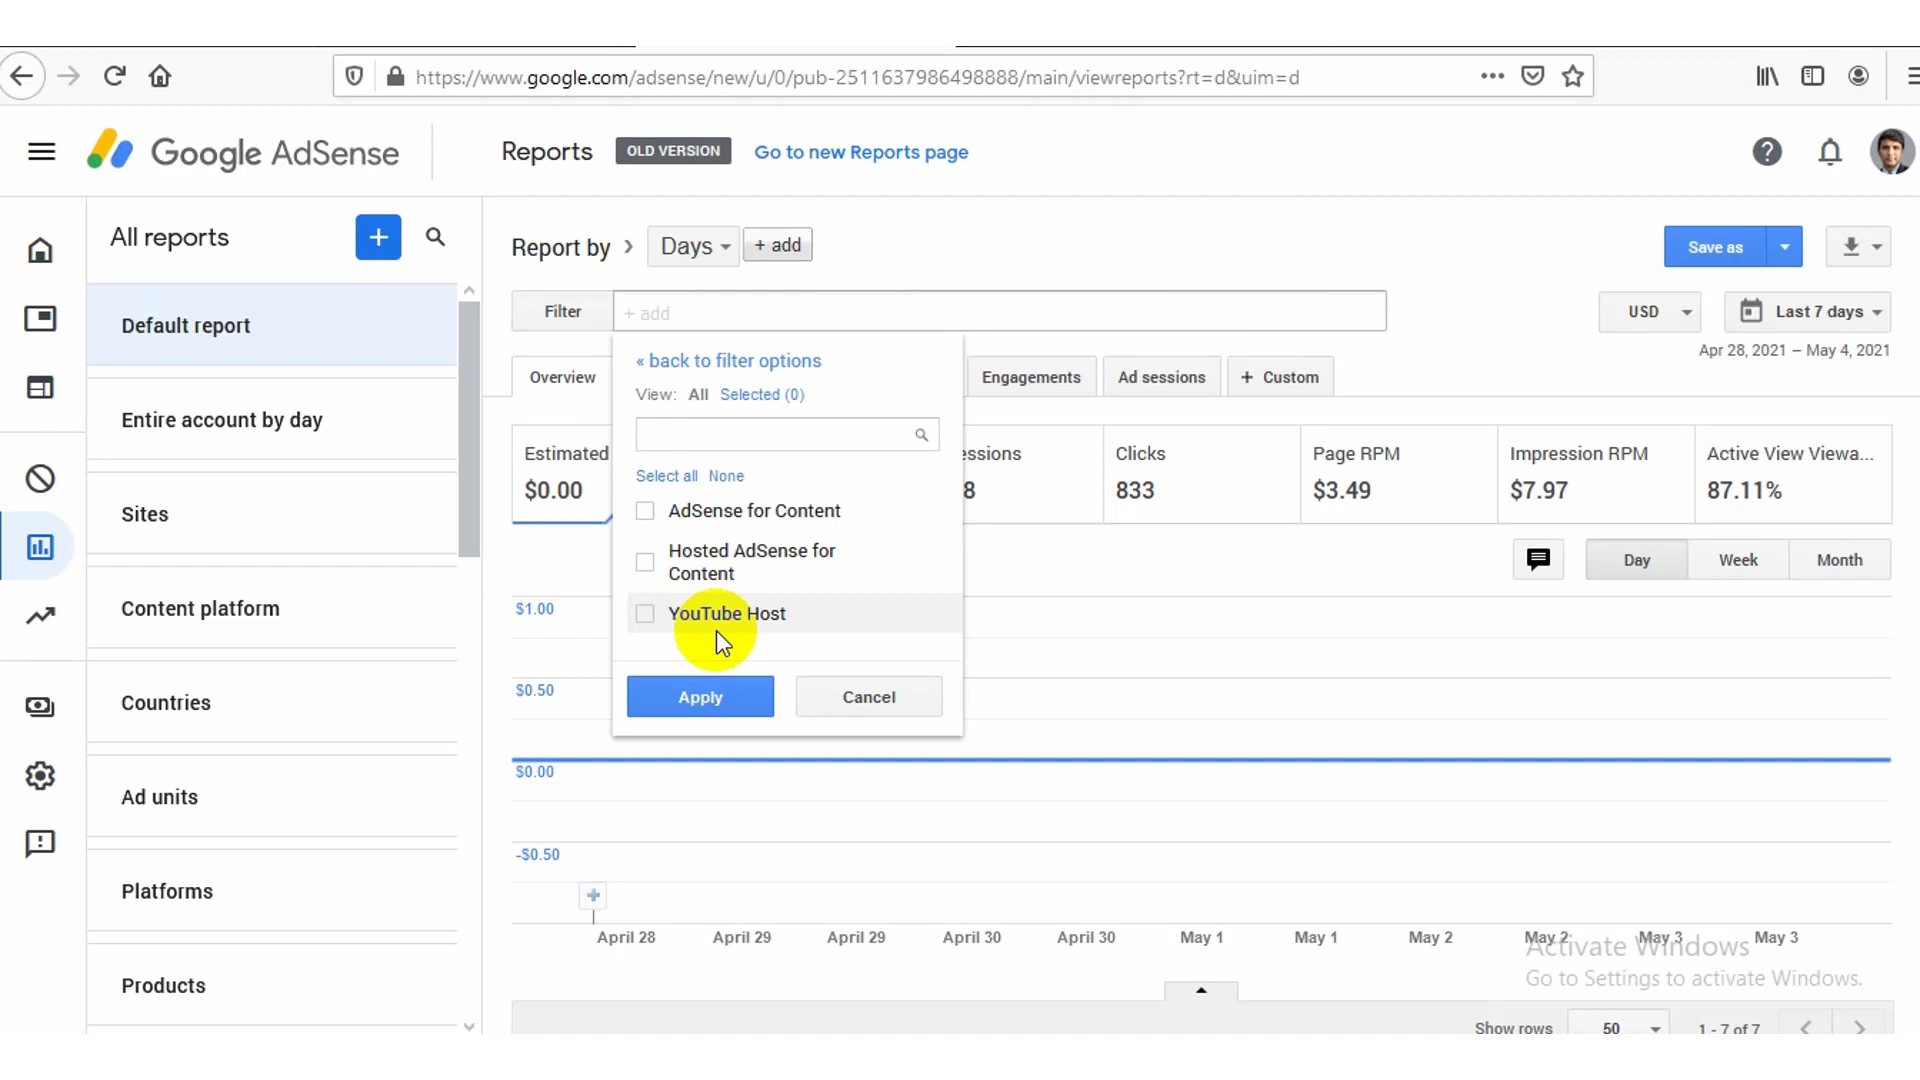 https://www.google.com/adsense/new/u/0/pub-2511637986498888/main/viewreports?rt=d&uim=d
Google AdSense
Reports
OLD VERSION
Go to new Reports page
All reports
Default report
Entire account by day
Sites
Content platform
Countries
Ad units
Platforms
Products
Report by › Days + add
Save as
Filter
+ add
USD
Last 7 days
Apr 28, 2021 – May 4, 2021
« back to filter options
View: All Selected (0)
Select all None
AdSense for Content
Hosted AdSense for
Content
YouTube Host
Apply
Cancel
Overview
Engagements
Ad sessions
+ Custom
Estimated
$0.00
essions
8
Clicks
833
Page RPM
$3.49
Impression RPM
$7.97
Active View Viewa...
87.11%
Day
Week
Month
$1.00
$0.50
$0.00
-$0.50
April 28
April 29
April 29
April 30
April 30
May 1
May 1
May 2
May 2
May 3
May 3
Activate Windows
Go to Settings to activate Windows.
Show rows
50
1 - 7 of 7